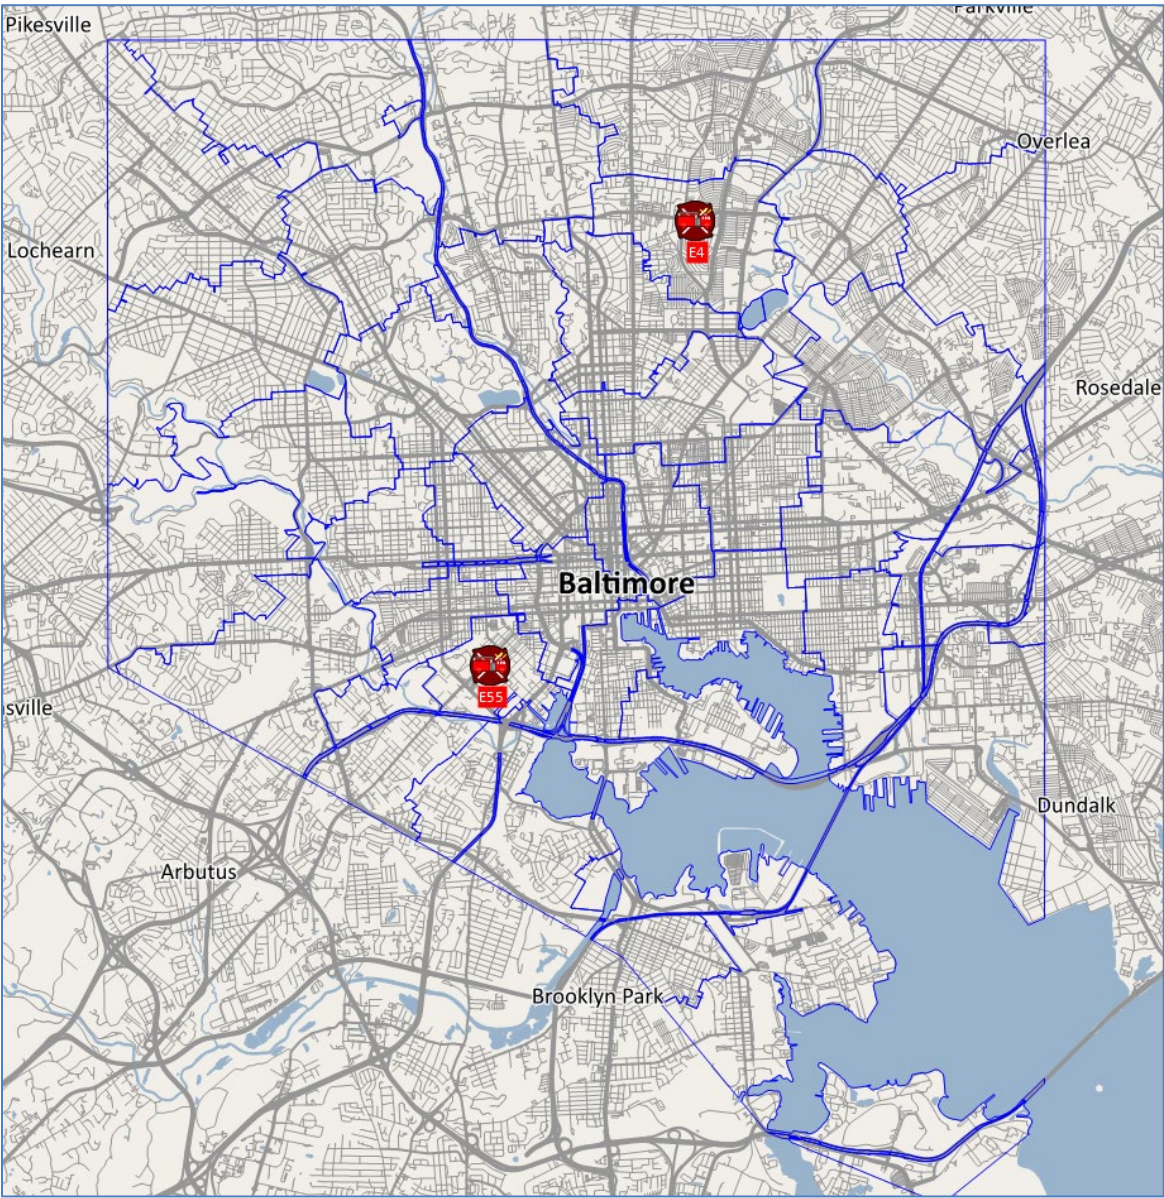 Parkville
Pikesville
Overlea
Lochearn
E4
Rosedale
Baltimore
E55
sville
Dundalk
Arbutus
Brooklyn Park